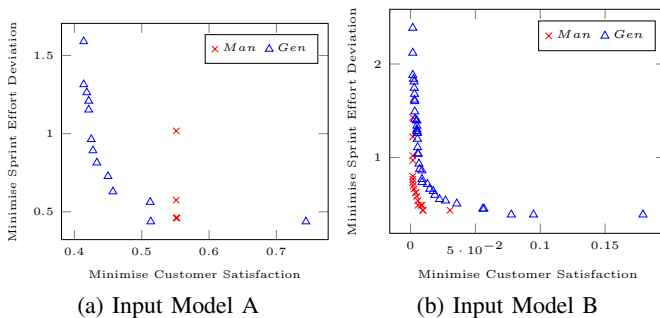 Minimise Sprint Effort Deviation
1.5
1
0.5
Man Gen
0.4 0.5 0.6 0.7
Minimise Customer Satisfaction
(a) Input Model A
Minimise Sprint Effort Deviation
2
1
Man Gen
0 5 · 10−2 0.1 0.15
Minimise Customer Satisfaction
(b) Input Model B